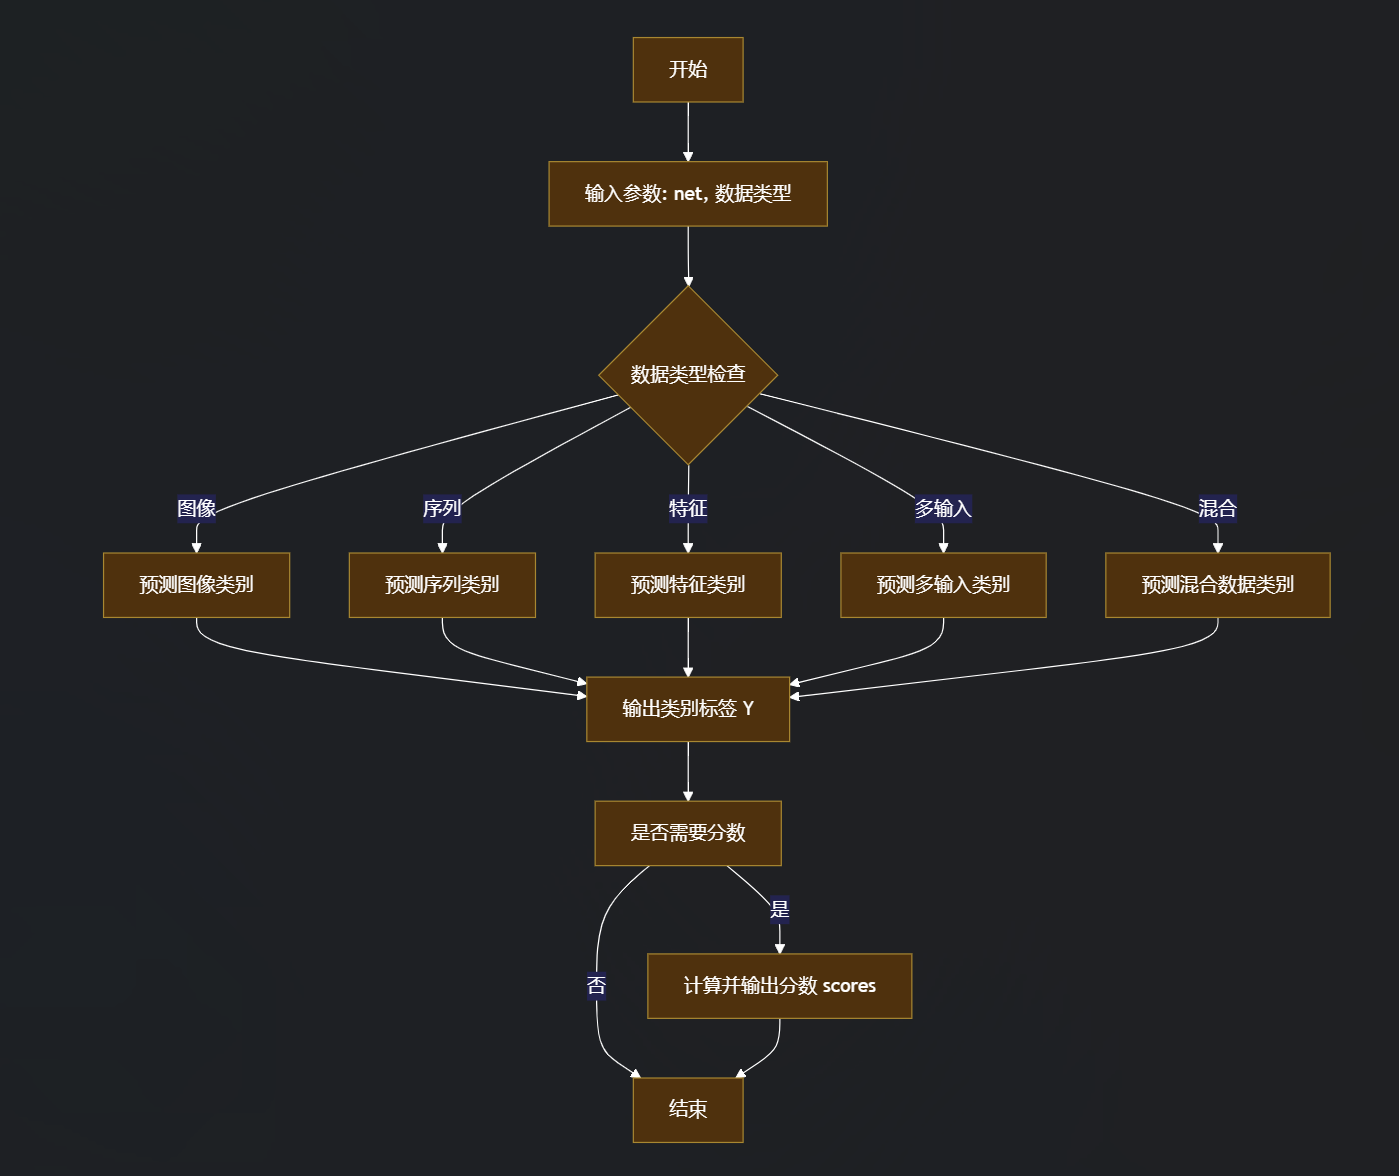 开始
输入参数: net, 数据类型
数据类型检查
图像
序列
特征
多输入
混合
预测图像类别
预测序列类别
预测特征类别
预测多输入类别
预测混合数据类别
输出类别标签 Y
是否需要分数
是
否
计算并输出分数 scores
结束